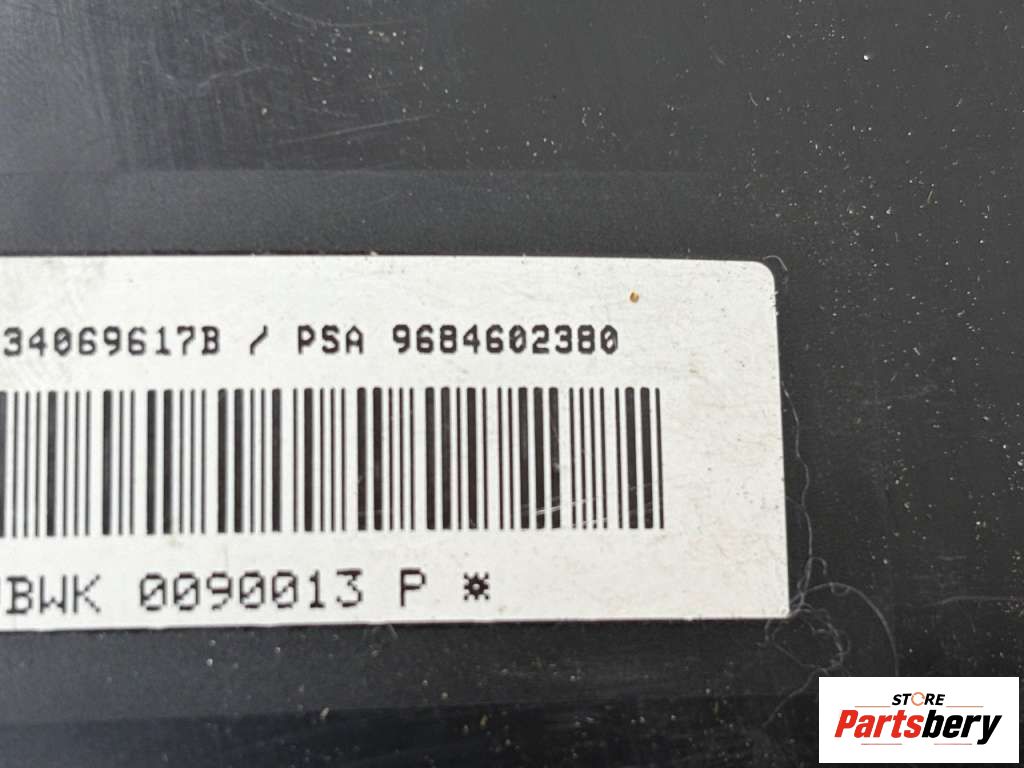 34069617B / PSA 9684602380
BWK 0090013 P *
STORE
Partsbery